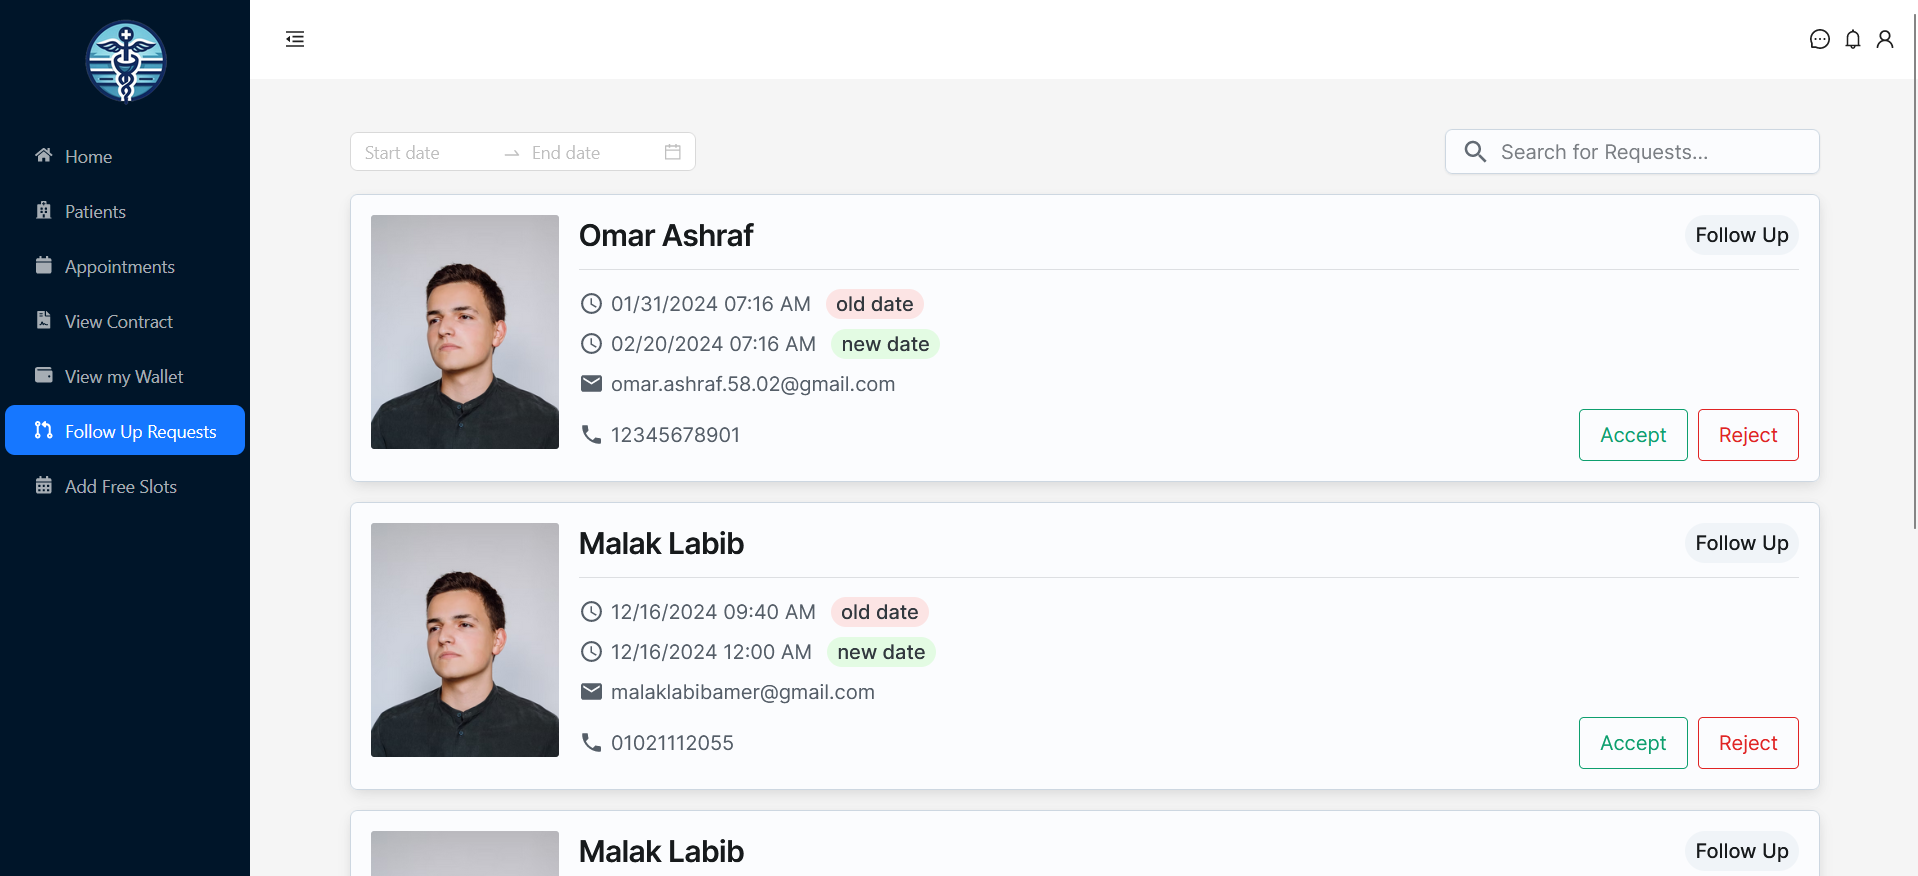 Home
Patients
Appointments
View Contract
View my Wallet
Follow Up Requests
Add Free Slots
Start date
End date
Search for Requests...
Omar Ashraf
Follow Up
01/31/2024 07:16 AM old date
02/20/2024 07:16 AM new date
omar.ashraf.58.02@gmail.com
12345678901
Accept
Reject
Malak Labib
Follow Up
12/16/2024 09:40 AM old date
12/16/2024 12:00 AM new date
malaklabibamer@gmail.com
01021112055
Accept
Reject
Malak Labib
Follow Up